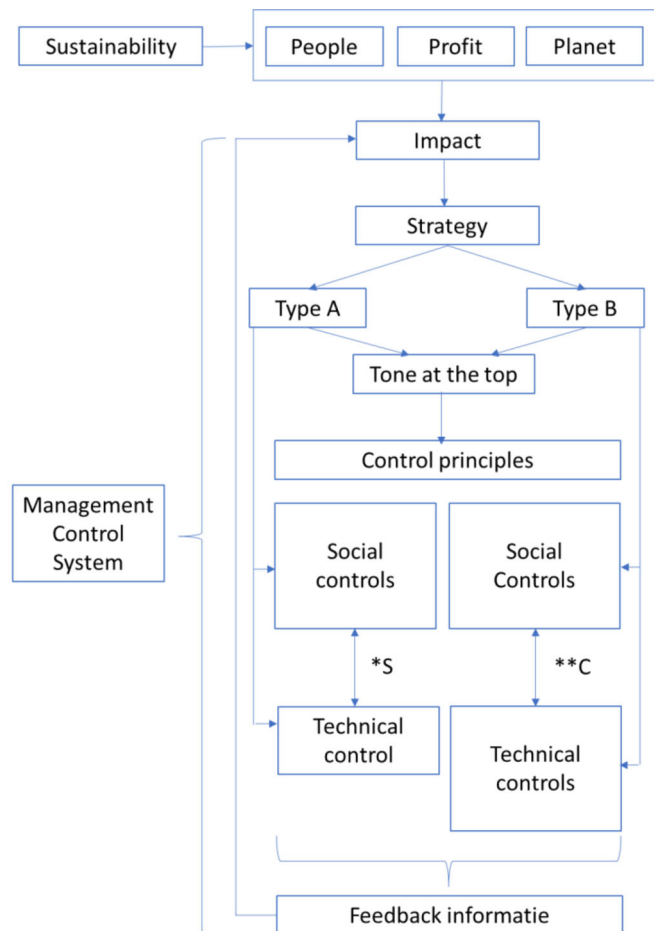 Sustainability
People
Profit
Planet
Impact
Strategy
Type A
Type B
Tone at the top
Control principles
Management
Control
System
Social
controls
Social
Controls
*S
**C
Technical
control
Technical
controls
Feedback informatie